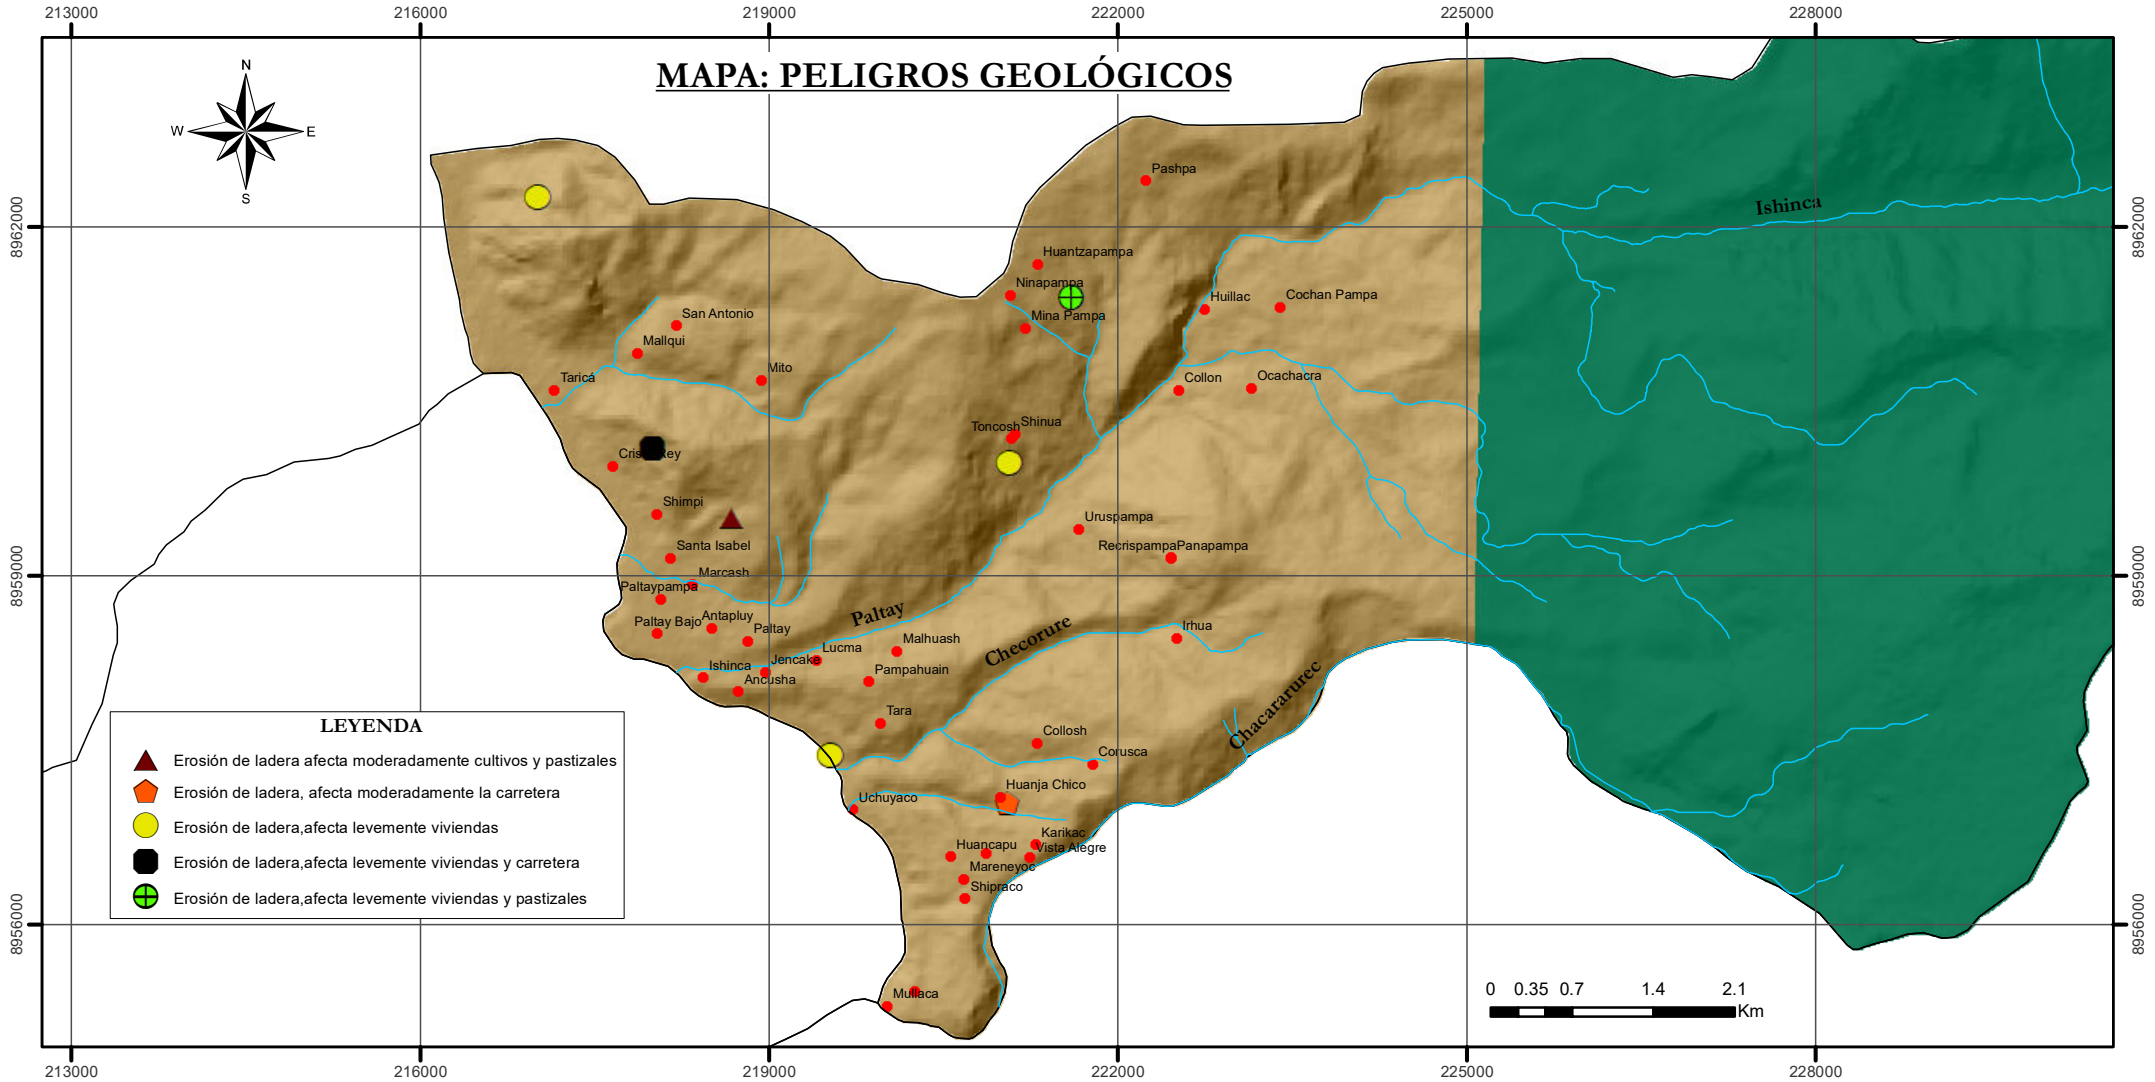 213000
216000
219000
222000
225000
228000
MAPA: PELIGROS GEOLÓGICOS
N
W
E
S
8962000
8962000
Pashpa
Ishinca
Huantzapampa
Ninapampa
Mina Pampa
Huillac
Cochan Pampa
San Antonio
Mallqui
Mito
Taricá
Collon
Ocachacra
Shinua
Toncosh
Shimpi
Uruspampa
Santa Isabel
Recrispampa
Panapampa
8959000
8959000
Marcash
Paltaypampa
Antapluy
Paltay Bajo
Paltay
Paltay
Checorure
Irhua
Malhuash
Lucma
Jencake
Ishinca
Ancusha
Pampahuain
Chacararurec
Tara
Collosh
Corusca
Huanja Chico
Uchuyaco
Karikac
Vista Alegre
Huancapu
Mareneyoc
Shipraco
8956000
8956000
Mullaca
LEYENDA
Erosión de ladera afecta moderadamente cultivos y pastizales
Erosión de ladera, afecta moderadamente la carretera
Erosión de ladera,afecta levemente viviendas
Erosión de ladera,afecta levemente viviendas y carretera
Erosión de ladera,afecta levemente viviendas y pastizales
0 0.35 0.7 1.4 2.1
Km
213000
216000
219000
222000
225000
228000